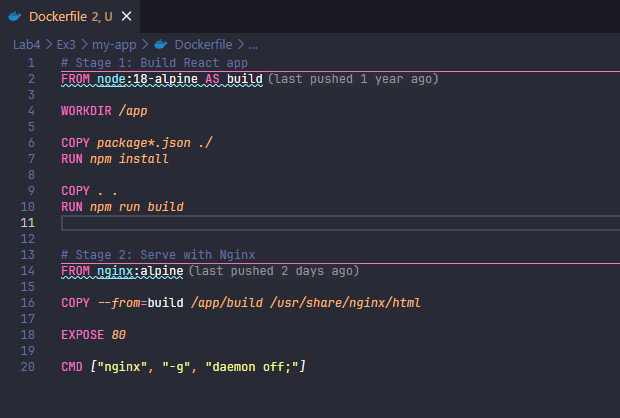 Dockerfile 2, U
Lab4 > Ex3 > my-app > Dockerfile > ...
1 # Stage 1: Build React app
2 FROM node:18-alpine AS build (last pushed 1 year ago)
3
4 WORKDIR /app
5
6 COPY package*.json ./
7 RUN npm install
8
9 COPY . .
10 RUN npm run build
11
12
13 # Stage 2: Serve with Nginx
14 FROM nginx:alpine (last pushed 2 days ago)
15
16 COPY --from=build /app/build /usr/share/nginx/html
17
18 EXPOSE 80
19
20 CMD ["nginx", "-g", "daemon off;"]